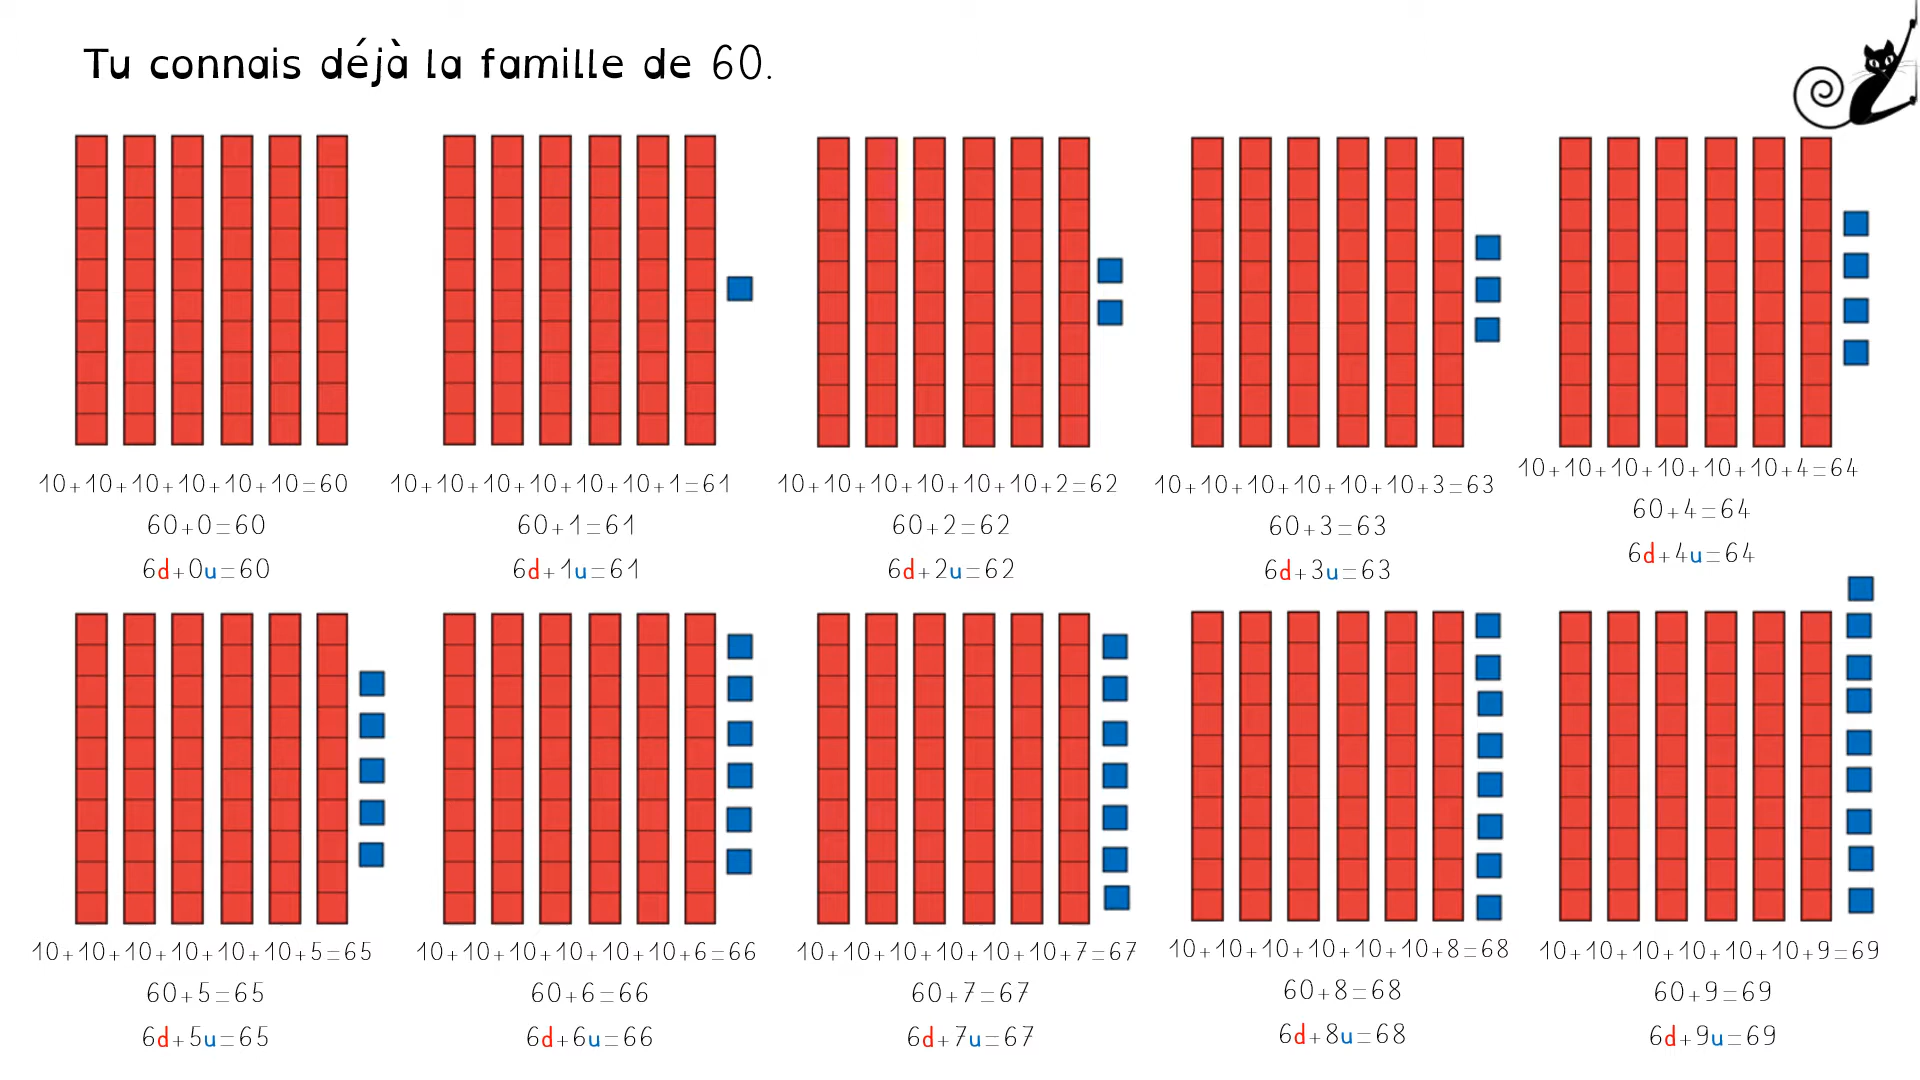 Tu connais déjà la famille de 60.
10+10+10+10+10+10=60
60+0=60
6d+0u=60
10+10+10+10+10+10+1=61
60+1=61
6d+1u=61
10+10+10+10+10+10+2=62
60+2=62
6d+2u=62
10+10+10+10+10+10+3=63
60+3=63
6d+3u=63
10+10+10+10+10+10+4=64
60+4=64
6d+4u=64
10+10+10+10+10+10+5=65
60+5=65
6d+5u=65
10+10+10+10+10+10+6=66
60+6=66
6d+6u=66
10+10+10+10+10+10+7=67
60+7=67
6d+7u=67
10+10+10+10+10+10+8=68
60+8=68
6d+8u=68
10+10+10+10+10+10+9=69
60+9=69
6d+9u=69